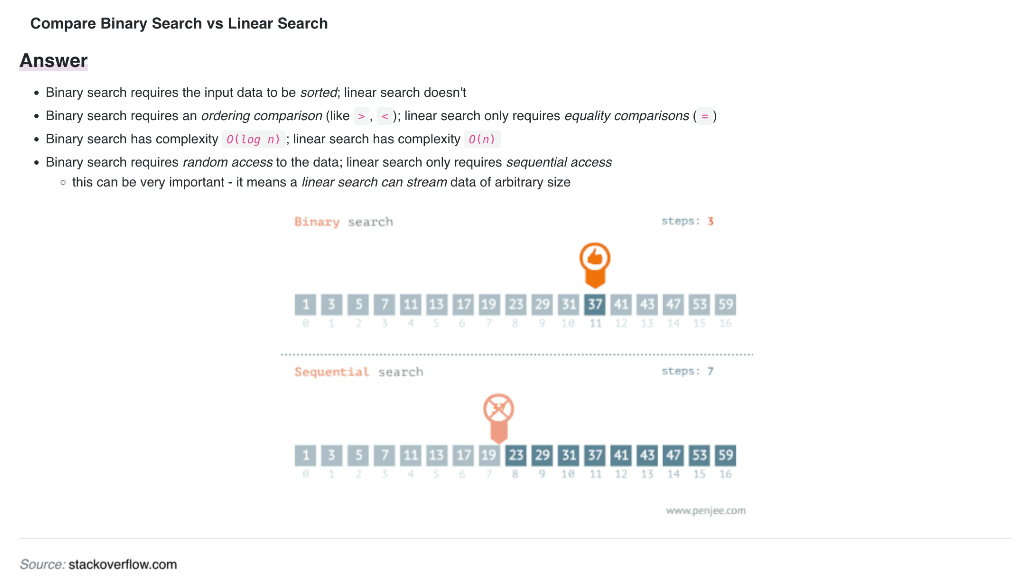 Compare Binary Search vs Linear Search
Answer
Binary search requires the input data to be sorted; linear search doesn't
Binary search requires an ordering comparison (like > , < ); linear search only requires equality comparisons ( = )
Binary search has complexity O(log n) ; linear search has complexity O(n)
Binary search requires random access to the data; linear search only requires sequential access
this can be very important - it means a linear search can stream data of arbitrary size
Binary search steps: 3
1 3 5 7 11 13 17 19 23 29 31 37 41 43 47 53 59
0 1 2 3 4 5 6 7 8 9 10 11 12 13 14 15 16
Sequential search steps: 7
37
1 3 5 7 11 13 17 19 23 29 31 37 41 43 47 53 59
0 1 2 3 4 5 6 7 8 9 10 11 12 13 14 15 16
www.penjee.com
Source: stackoverflow.com